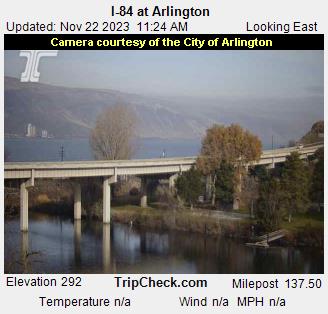 I-84 at Arlington
Updated: Nov 22 2023 11:24 AM Looking East
Camera courtesy of the City of Arlington
Elevation 292 TripCheck.com Milepost 137.50
Temperature n/a Wind n/a MPH n/a